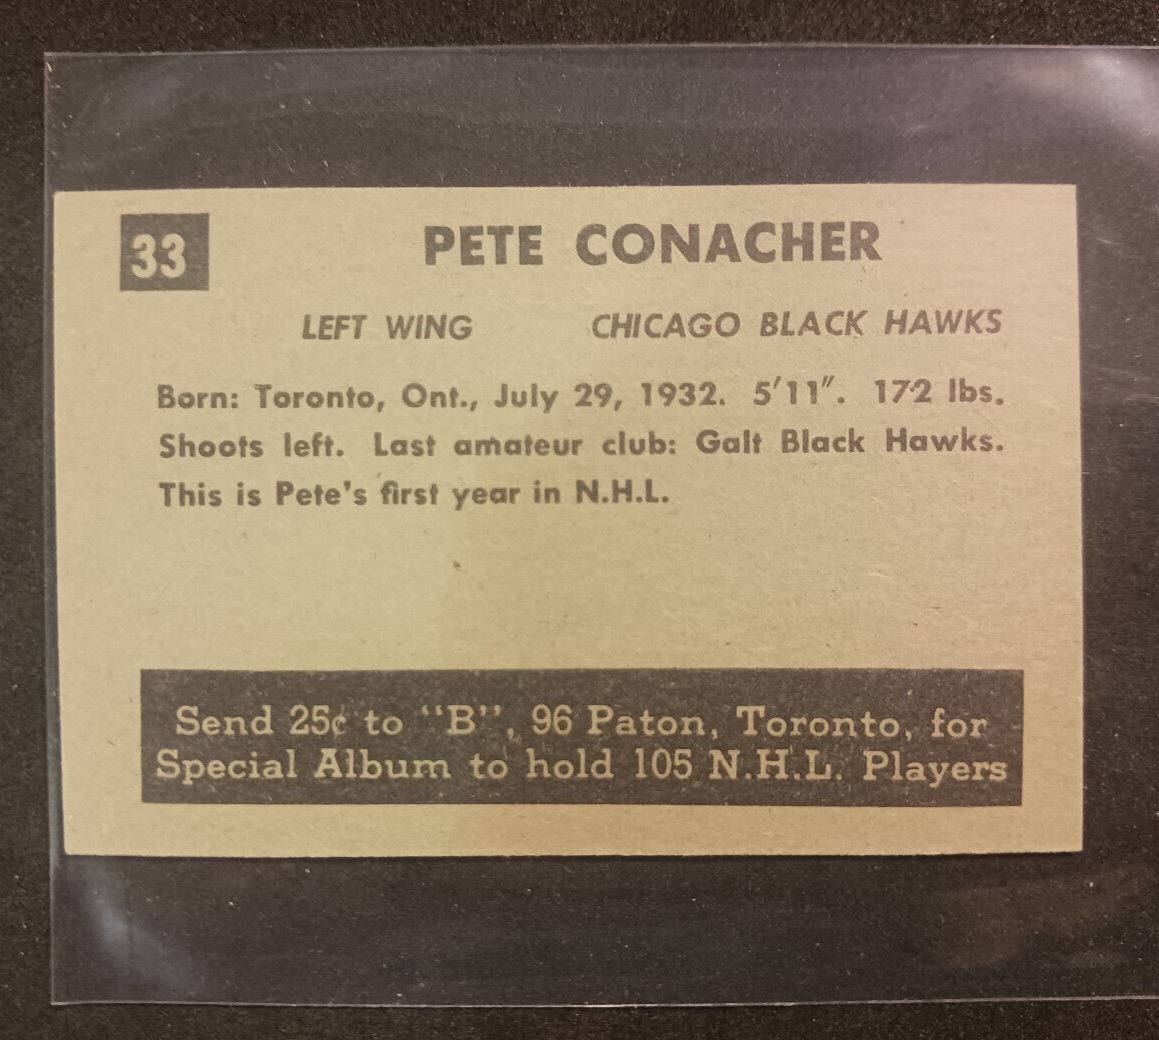 33
PETE CONACHER
LEFT WING CHICAGO BLACK HAWKS
Born: Toronto, Ont., July 29, 1932. 5'11". 172 lbs.
Shoots left. Last amateur club: Galt Black Hawks.
This is Pete's first year in N.H.L.
Send 25¢ to "B", 96 Paton, Toronto, for
Special Album to hold 105 N.H.L. Players